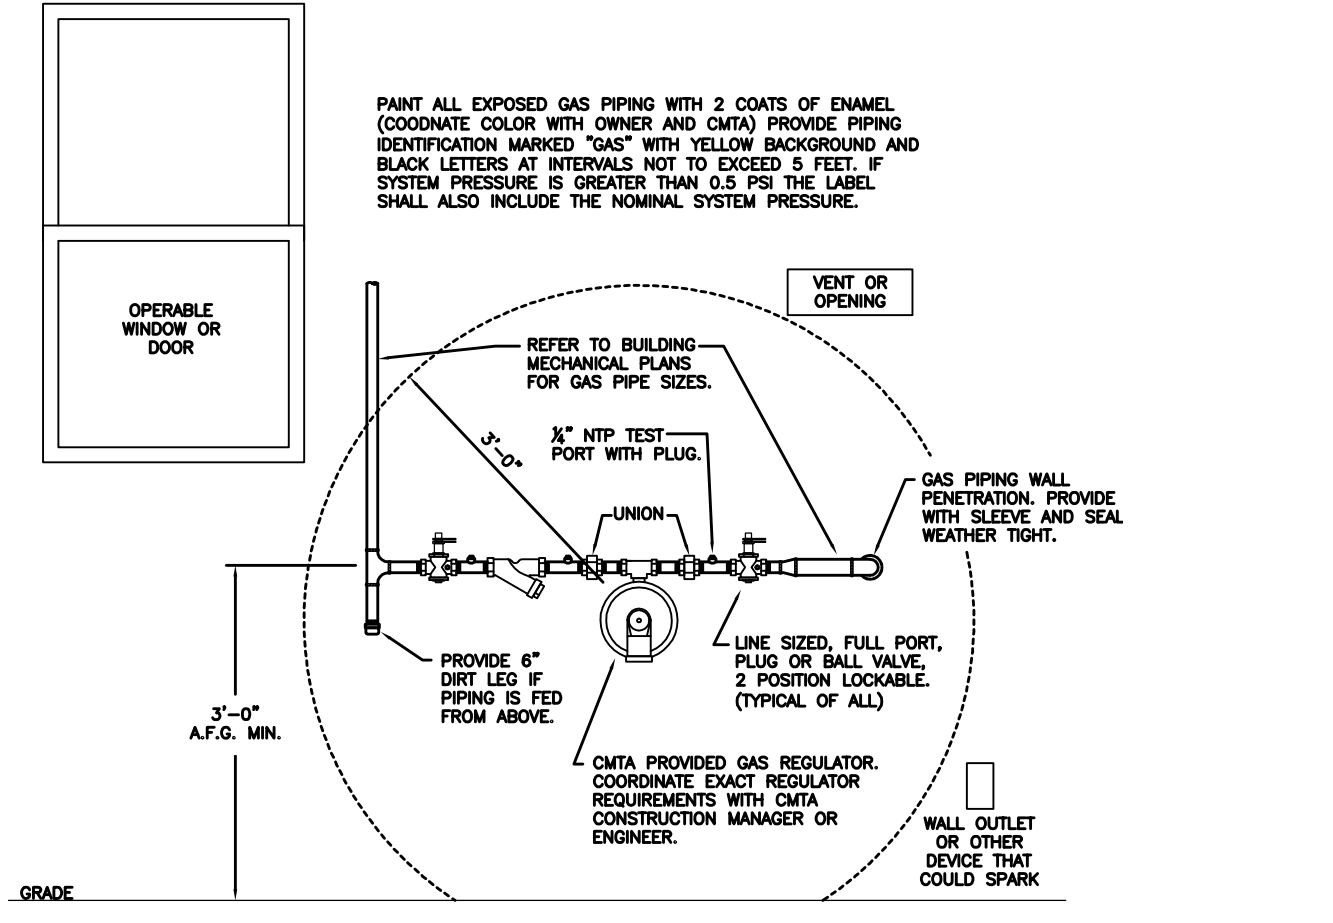 PAINT ALL EXPOSED GAS PIPING WITH 2 COATS OF ENAMEL
(COODNATE COLOR WITH OWNER AND CMTA) PROVIDE PIPING
IDENTIFICATION MARKED "GAS" WITH YELLOW BACKGROUND AND
BLACK LETTERS AT INTERVALS NOT TO EXCEED 5 FEET. IF
SYSTEM PRESSURE IS GREATER THAN 0.5 PSI THE LABEL
SHALL ALSO INCLUDE THE NOMINAL SYSTEM PRESSURE.
VENT OR
OPENING
OPERABLE
WINDOW OR
DOOR
REFER TO BUILDING
MECHANICAL PLANS
FOR GAS PIPE SIZES.
3'-0"
¼" NTP TEST
PORT WITH PLUG.
GAS PIPING WALL
PENETRATION. PROVIDE
WITH SLEEVE AND SEAL
WEATHER TIGHT.
UNION
PROVIDE 6"
DIRT LEG IF
PIPING IS FED
FROM ABOVE.
LINE SIZED, FULL PORT,
PLUG OR BALL VALVE,
2 POSITION LOCKABLE.
(TYPICAL OF ALL)
3'-0"
A.F.G. MIN.
CMTA PROVIDED GAS REGULATOR.
COORDINATE EXACT REGULATOR
REQUIREMENTS WITH CMTA
CONSTRUCTION MANAGER OR
ENGINEER.
WALL OUTLET
OR OTHER
DEVICE THAT
COULD SPARK
GRADE